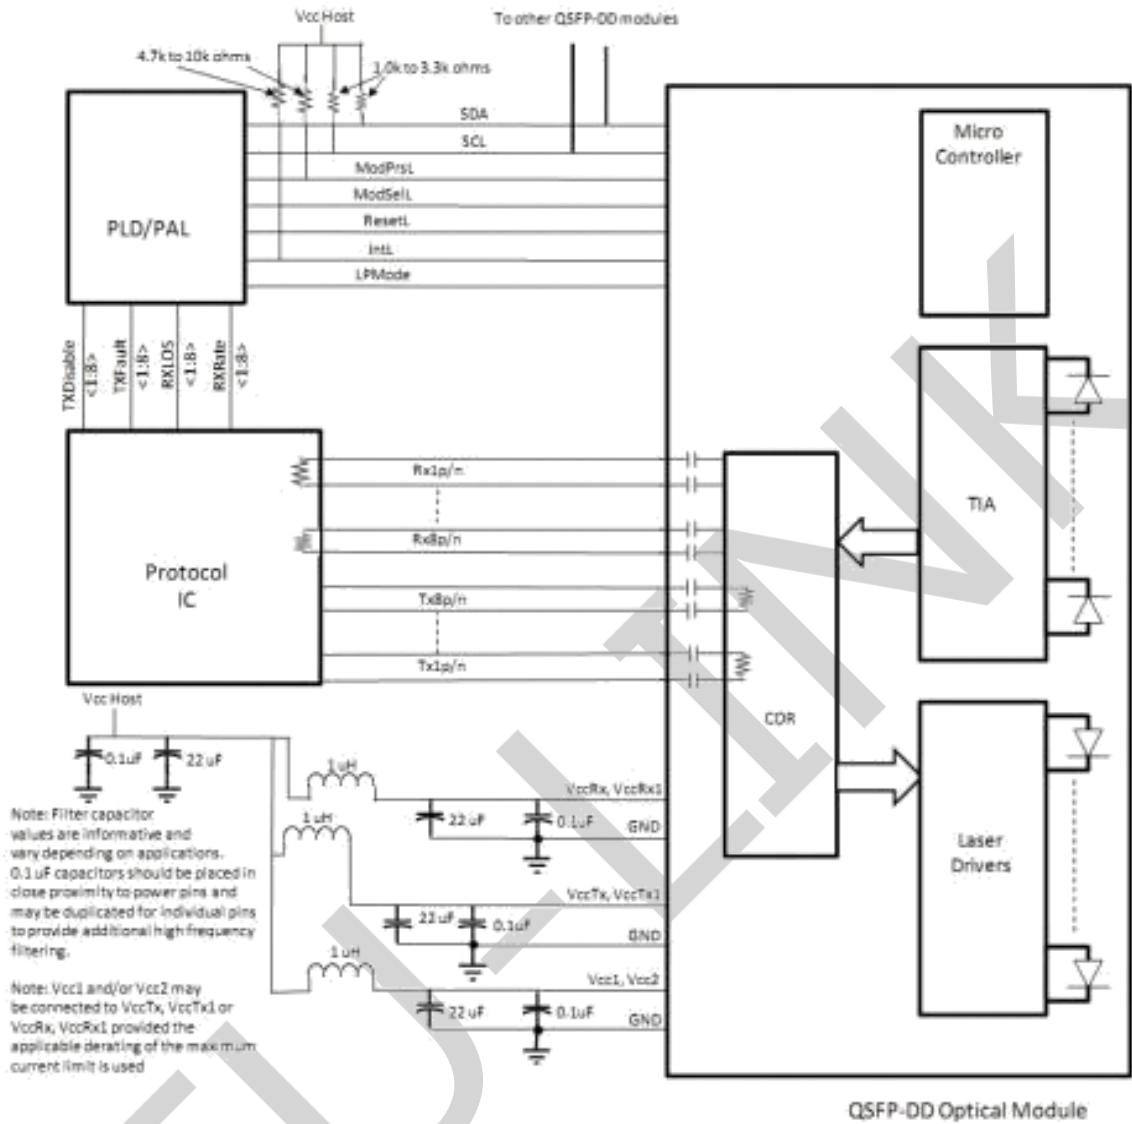 Vcc Host
To other QSFP-DD modules
4.7k to 10k ohms
1.0k to 3.3k ohms
SDA
SCL
ModPrsL
ModSelL
ResetL
IntL
LPMode
PLD/PAL
Micro
Controller
TXDisable
<1:8>
TXFault
<1:8>
RXLOS
<1:8>
RXRate
<1:8>
Rx1p/n
Rx8p/n
Tx8p/n
Tx1p/n
Protocol
IC
TIA
CDR
Laser
Drivers
Vcc Host
0.1uF
22 uF
1 uH
VccRx, VccRx1
22 uF
0.1uF
GND
1 uH
VccTx, VccTx1
22 uF
0.1uF
GND
1 uH
Vcc1, Vcc2
22 uF
0.1uF
GND
Note: Filter capacitor
values are informative and
vary depending on applications.
0.1 uF capacitors should be placed in
close proximity to power pins and
may be duplicated for individual pins
to provide additional high frequency
filtering.
Note: Vcc1 and/or Vcc2 may
be connected to VccTx, VccTx1 or
VccRx, VccRx1 provided the
applicable derating of the maximum
current limit is used
QSFP-DD Optical Module
TU-LINK